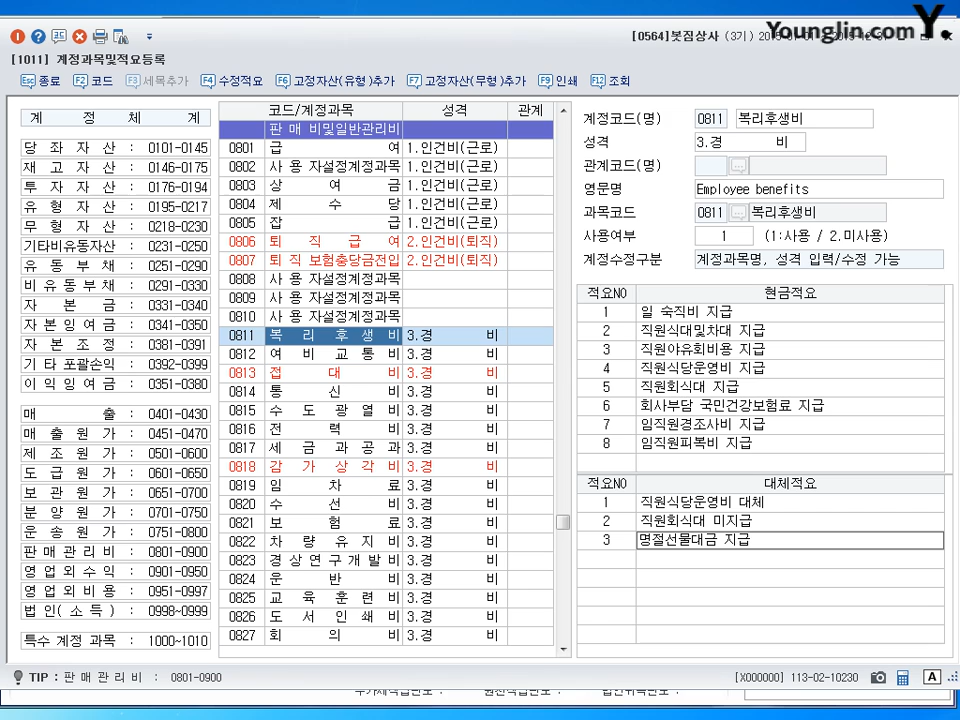 Younglin.com Y.
[0564]봇짐상사 (3기)
[1011] 계정과목및적요등록
Esc 종료 F2 코드 F3 세목추가 F4 수정적요 F6 고정자산(유형)추가 F7 고정자산(무형)추가 F9 인쇄 F12 조회
계 정 체 계
당 좌 자 산 : 0101-0145
재 고 자 산 : 0146-0175
투 자 자 산 : 0176-0194
유 형 자 산 : 0195-0217
무 형 자 산 : 0218-0230
기타비유동자산 : 0231-0250
유 동 부 채 : 0251-0290
비 유 동 부 채 : 0291-0330
자 본 금 : 0331-0340
자 본 잉 여 금 : 0341-0350
자 본 조 정 : 0381-0391
기 타 포괄손익 : 0392-0399
이 익 잉 여 금 : 0351-0380
매 출 : 0401-0430
매 출 원 가 : 0451-0470
제 조 원 가 : 0501-0600
도 급 원 가 : 0601-0650
보 관 원 가 : 0651-0700
분 양 원 가 : 0701-0750
운 송 원 가 : 0751-0800
판 매 관 리 비 : 0801-0900
영 업 외 수 익 : 0901-0950
영 업 외 비 용 : 0951-0997
법 인( 소 득 ) : 0998~0999
특수 계정 과목 : 1000~1010
코드/계정과목 성격 관계
판 매 비및일반관리비
0801 급 여 1.인건비(근로)
0802 사 용 자설정계정과목 1.인건비(근로)
0803 상 여 금 1.인건비(근로)
0804 제 수 당 1.인건비(근로)
0805 잡 급 1.인건비(근로)
0806 퇴 직 급 여 2.인건비(퇴직)
0807 퇴 직 보험충당금전입 2.인건비(퇴직)
0808 사 용 자설정계정과목
0809 사 용 자설정계정과목
0810 사 용 자설정계정과목
0811 복 리 후 생 비 3.경 비
0812 여 비 교 통 비 3.경 비
0813 접 대 비 3.경 비
0814 통 신 비 3.경 비
0815 수 도 광 열 비 3.경 비
0816 전 력 비 3.경 비
0817 세 금 과 공 과 3.경 비
0818 감 가 상 각 비 3.경 비
0819 임 차 료 3.경 비
0820 수 선 비 3.경 비
0821 보 험 료 3.경 비
0822 차 량 유 지 비 3.경 비
0823 경 상 연 구 개 발 비 3.경 비
0824 운 반 비 3.경 비
0825 교 육 훈 련 비 3.경 비
0826 도 서 인 쇄 비 3.경 비
0827 회 의 비 3.경 비
계정코드(명) 0811 복리후생비
성격 3.경 비
관계코드(명)
영문명 Employee benefits
과목코드 0811 복리후생비
사용여부 1 (1:사용 / 2.미사용)
계정수정구분 계정과목명, 성격 입력/수정 가능
적요NO 현금적요
1 일 숙직비 지급
2 직원식대및차대 지급
3 직원야유회비용 지급
4 직원식당운영비 지급
5 직원회식대 지급
6 회사부담 국민건강보험료 지급
7 임직원경조사비 지급
8 임직원피복비 지급
적요NO 대체적요
1 직원식당운영비 대체
2 직원회식대 미지급
3 명절선물대금 지급
TIP : 판 매 관 리 비 : 0801-0900
[X000000] 113-02-10230 A